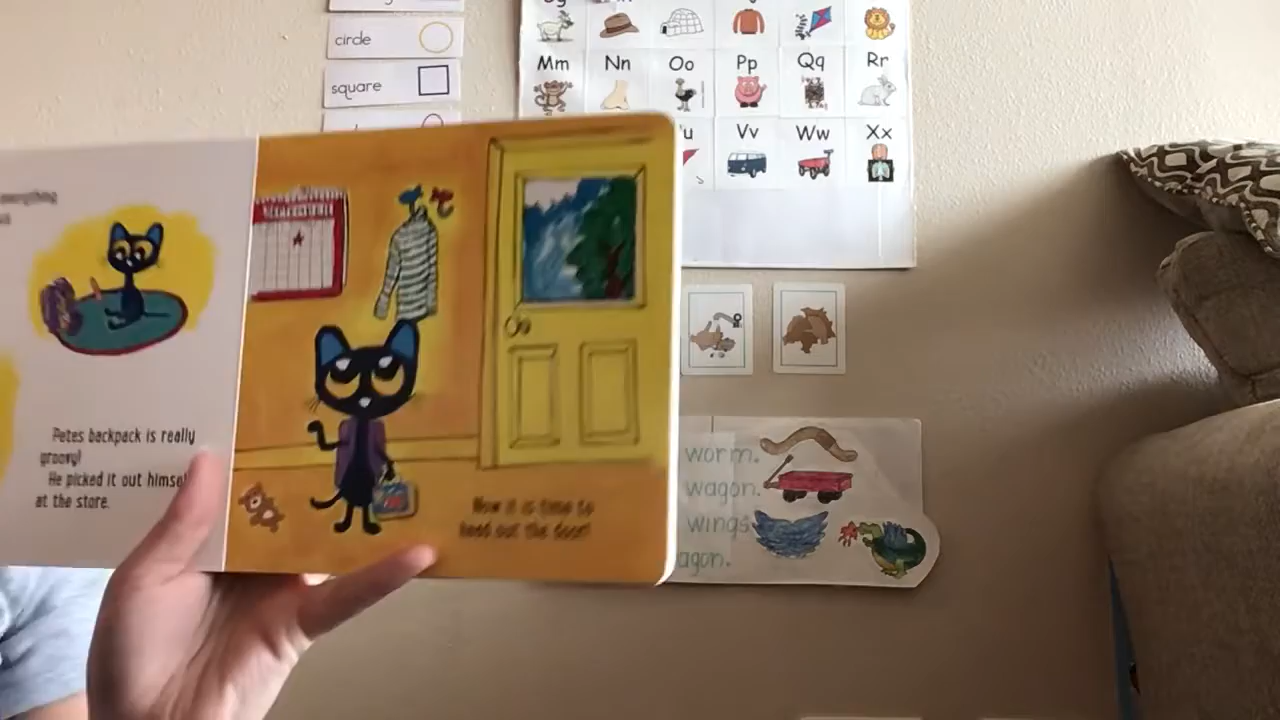 circle
square
Mm Nn Oo Pp Qq Rr
Vv Ww Xx
everything
Petes backpack is really
groovy!
He picked it out himse
at the store.
Now it is time to
head out the door!
worm.
wagon.
wings
agon.